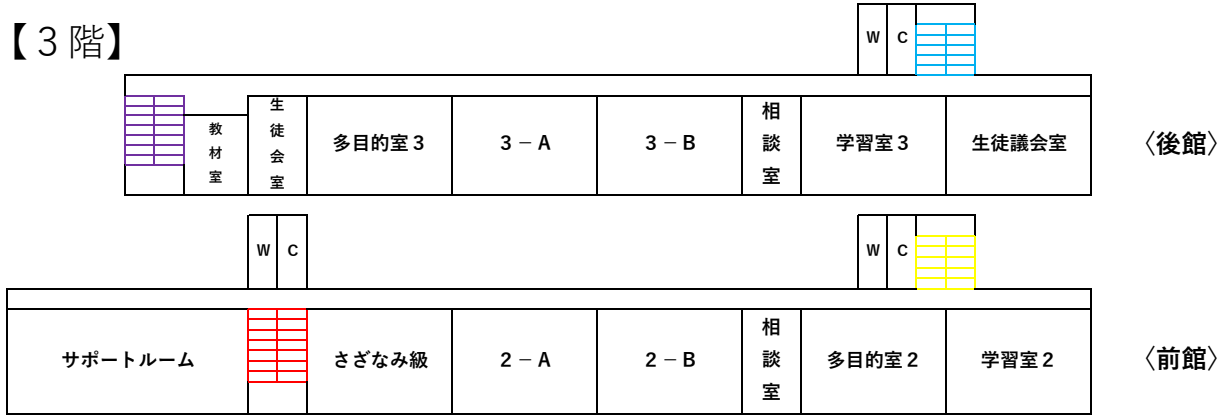 【３階】
WC
教材室
生徒会室
多目的室３
３－A
３－B
相談室
学習室３
生徒議会室
〈後館〉
WC
WC
サポートルーム
さざなみ級
２－A
２－B
相談室
多目的室２
学習室２
〈前館〉